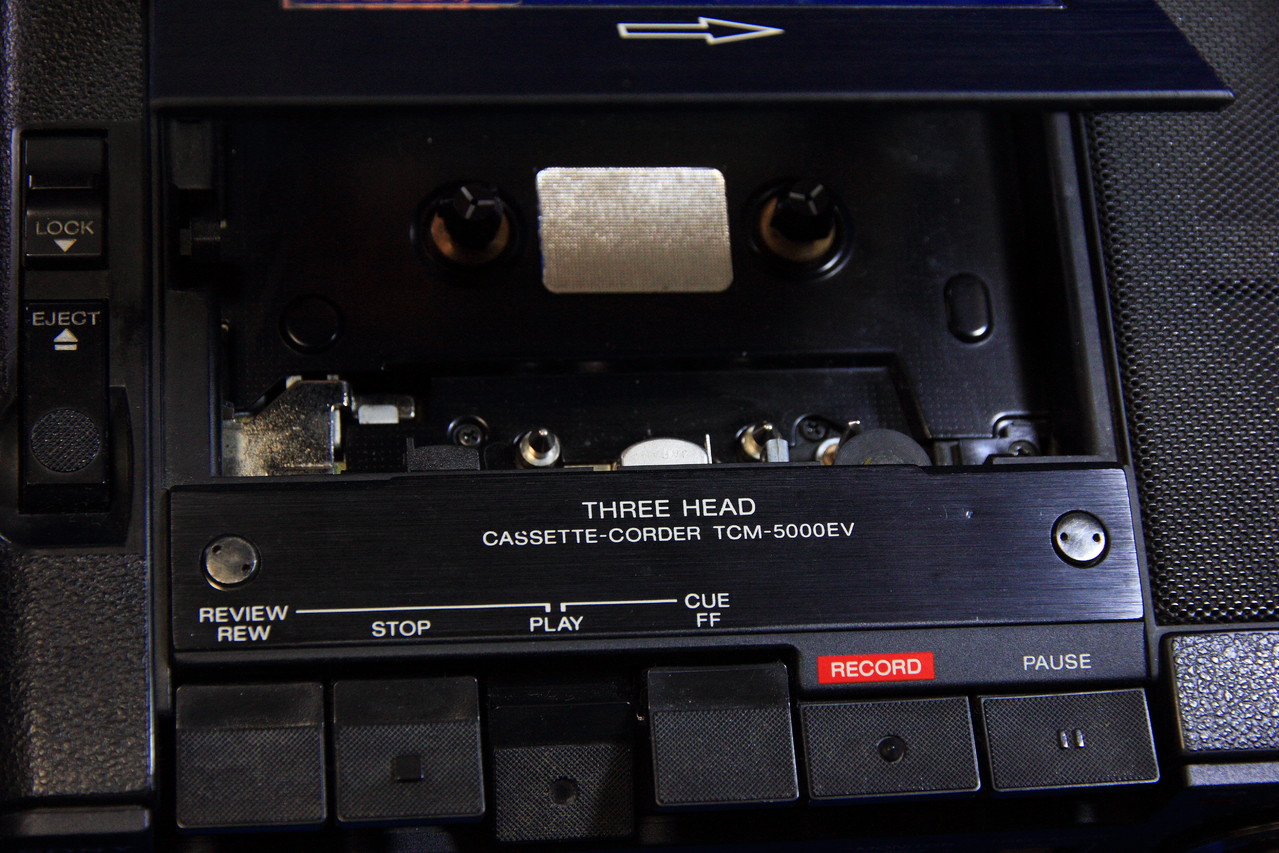 LOCK
EJECT
THREE HEAD
CASSETTE-CORDER TCM-5000EV
REVIEW
REW
STOP
PLAY
CUE
FF
RECORD
PAUSE